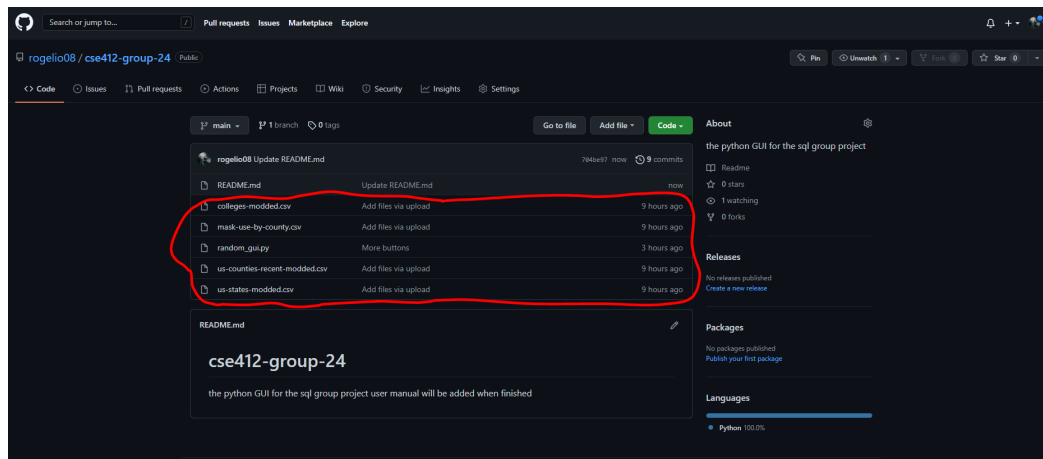 Search or jump to... / Pull requests Issues Marketplace Explore
rogelio08 / cse412-group-24 Public Pin Unwatch 1 Fork 0 Star 0
<> Code Issues Pull requests Actions Projects Wiki Security Insights Settings
main 1 branch 0 tags Go to file Add file Code
About
the python GUI for the sql group project
rogelio08 Update README.md 704be97 now 9 commits
README.md Update README.md now
colleges-modded.csv Add files via upload 9 hours ago
mask-use-by-county.csv Add files via upload 9 hours ago
random_gui.py More buttons 3 hours ago
us-counties-recent-modded.csv Add files via upload 9 hours ago
us-states-modded.csv Add files via upload 9 hours ago
Readme
0 stars
1 watching
0 forks
Releases
No releases published
Create a new release
README.md
cse412-group-24
the python GUI for the sql group project user manual will be added when finished
Packages
No packages published
Publish your first package
Languages
Python 100.0%